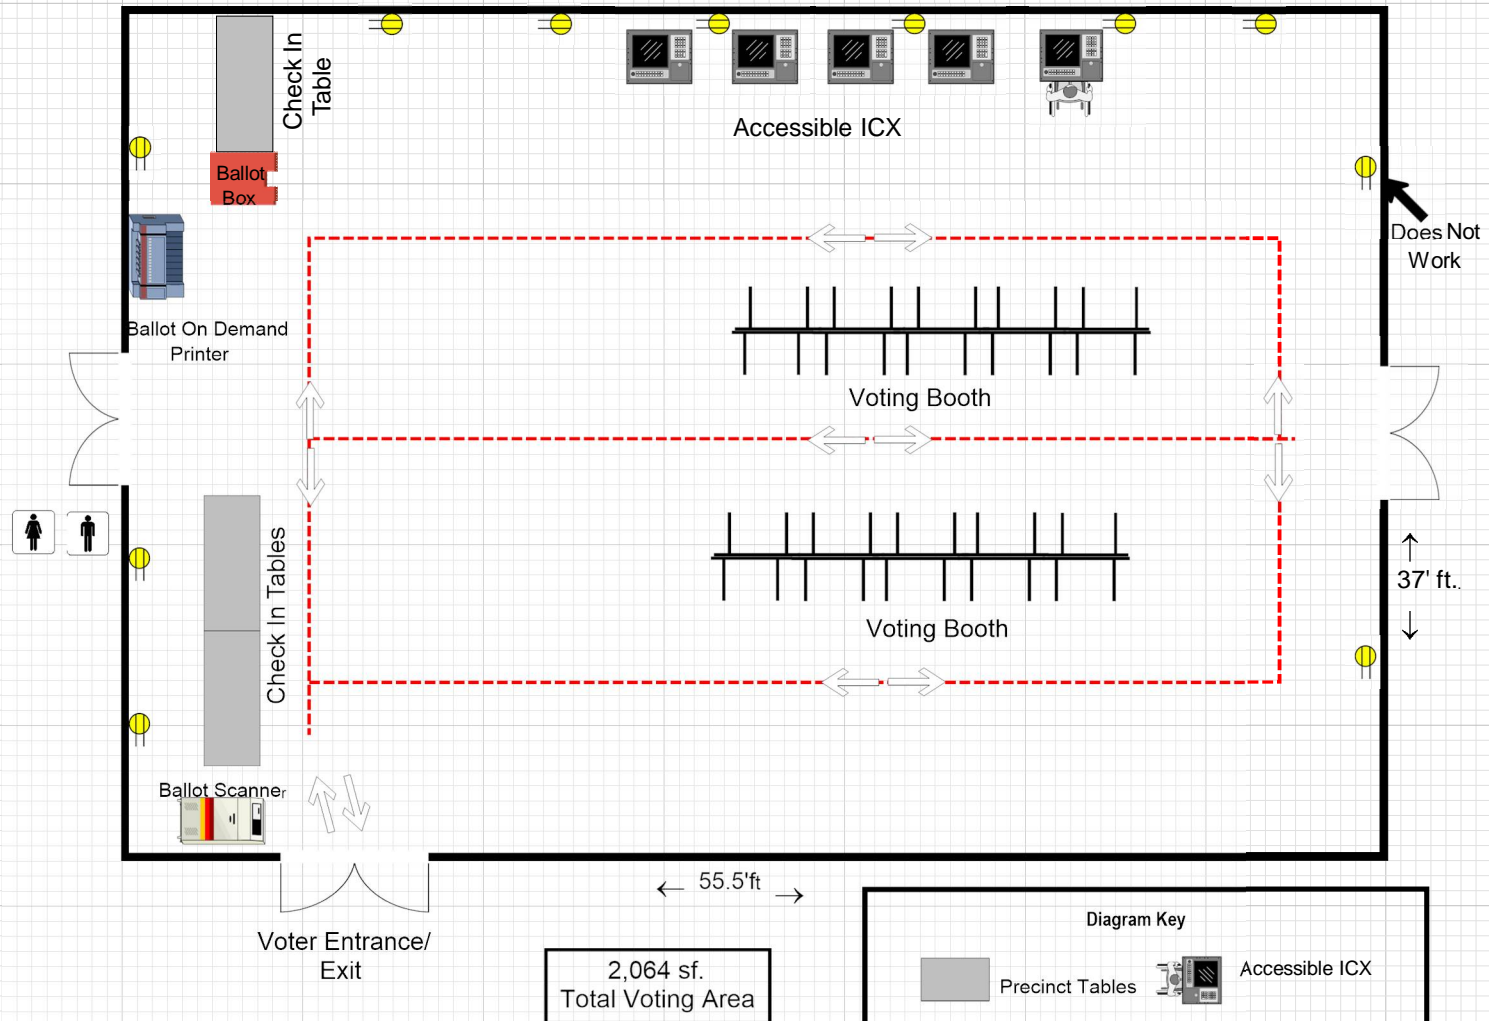 Check In
Table
Ballot
Box
Accessible ICX
Does Not
Work
Ballot On Demand
Printer
Voting Booth
Check In Tables
37' ft..
Voting Booth
Ballot Scanner
55.5'ft
Voter Entrance/
Exit
2,064 sf.
Total Voting Area
Diagram Key
Precinct Tables
Accessible ICX